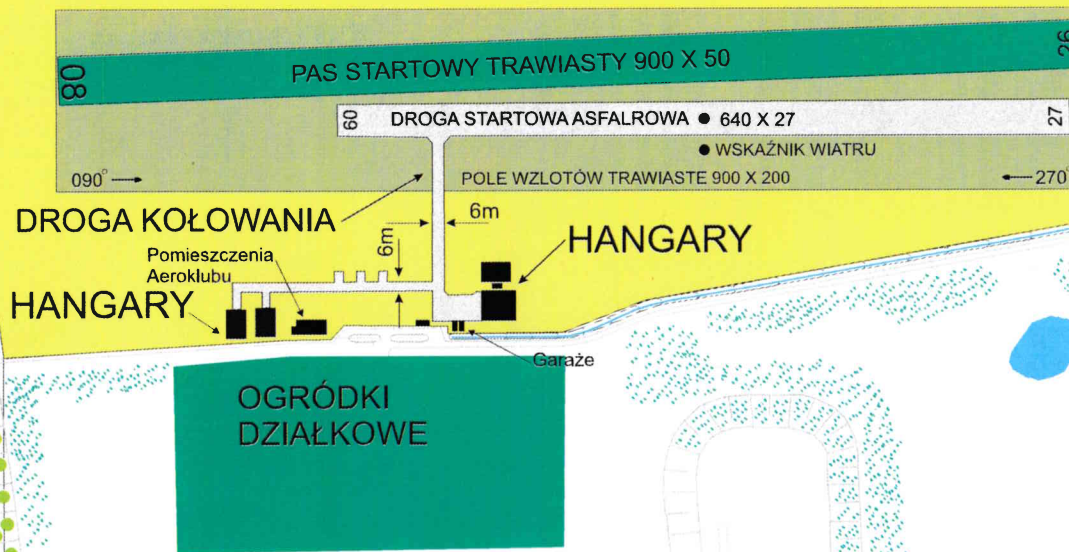 PAS STARTOWY TRAWIASTY 900 X 50
08
26
09
DROGA STARTOWA ASFALROWA ● 640 X 27
27
● WSKAŹNIK WIATRU
090°
POLE WZLOTÓW TRAWIASTE 900 X 200
270°
DROGA KOŁOWANIA
6m
6m
HANGARY
Pomieszczenia
Aeroklubu
HANGARY
Garaże
OGRÓDKI
DZIAŁKOWE